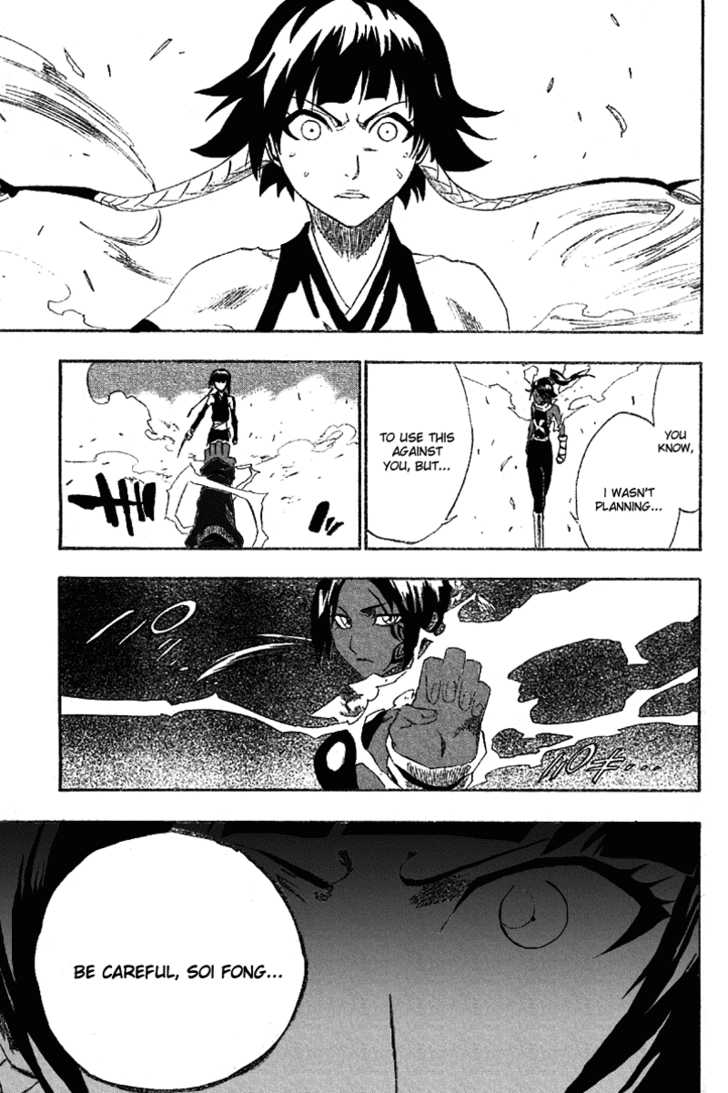 YOU
KNOW,
I WASN'T
PLANNING...
TO USE THIS
AGAINST
YOU, BUT...
BE CAREFUL, SOI FONG...